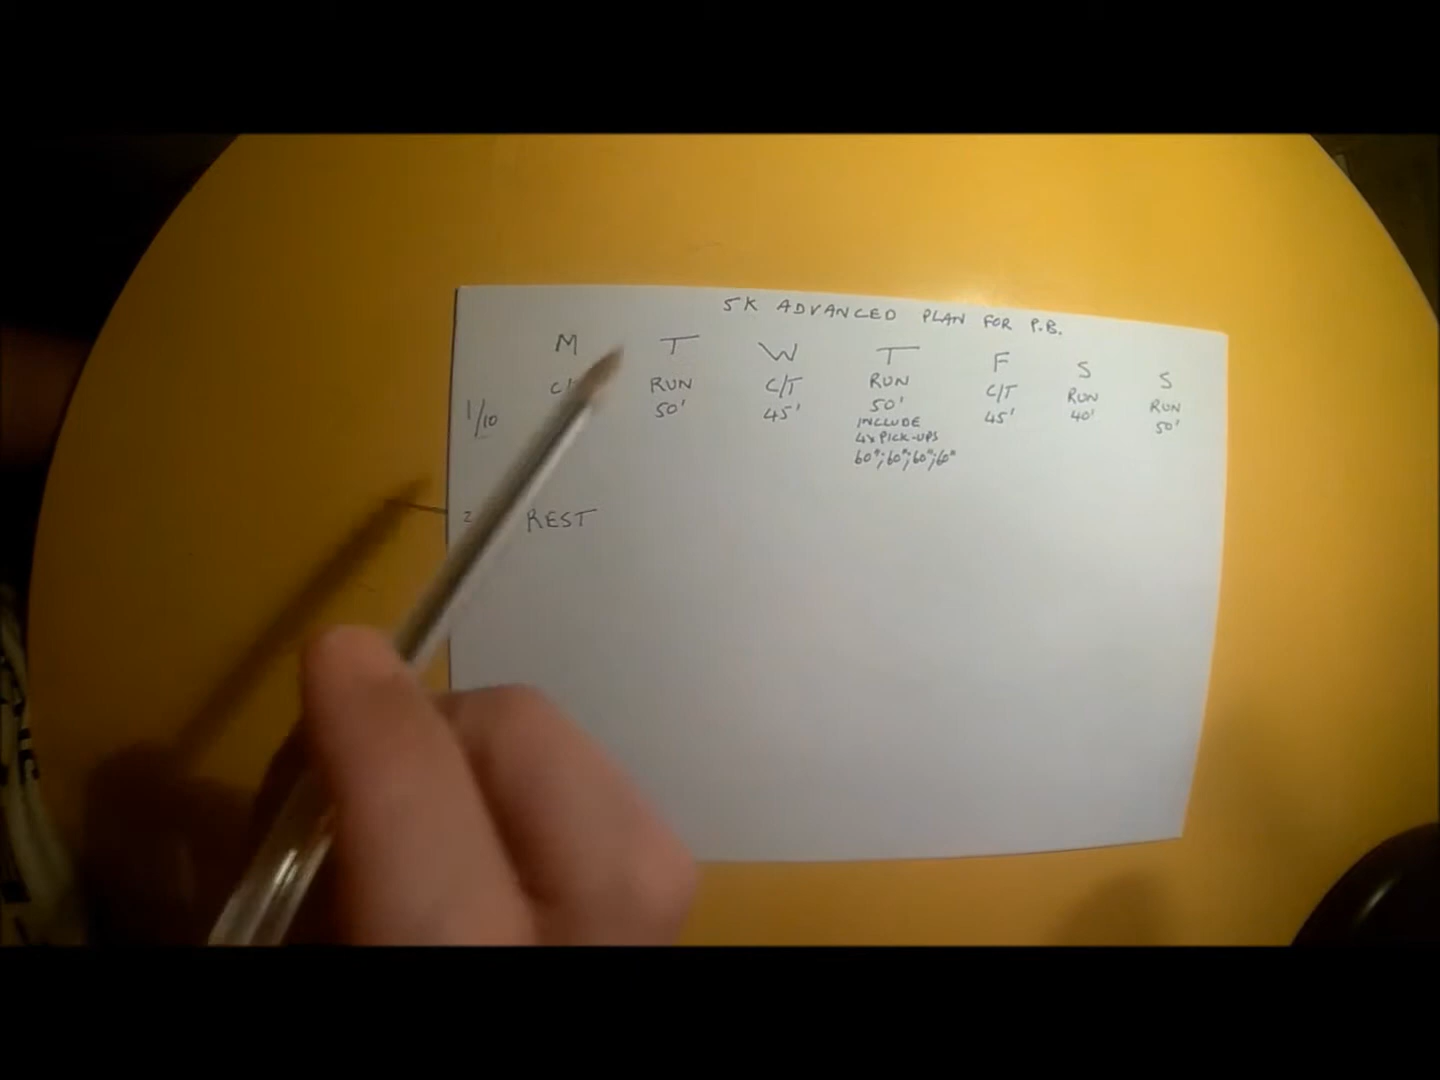 5K ADVANCED PLAN FOR P.B.
M T W T F S S
RUN C/T RUN C/T RUN RUN
1/10 50' 45' 50' 45' 40' 50'
INCLUDE
4X PICK-UPS
60";60";60";60"
2 REST